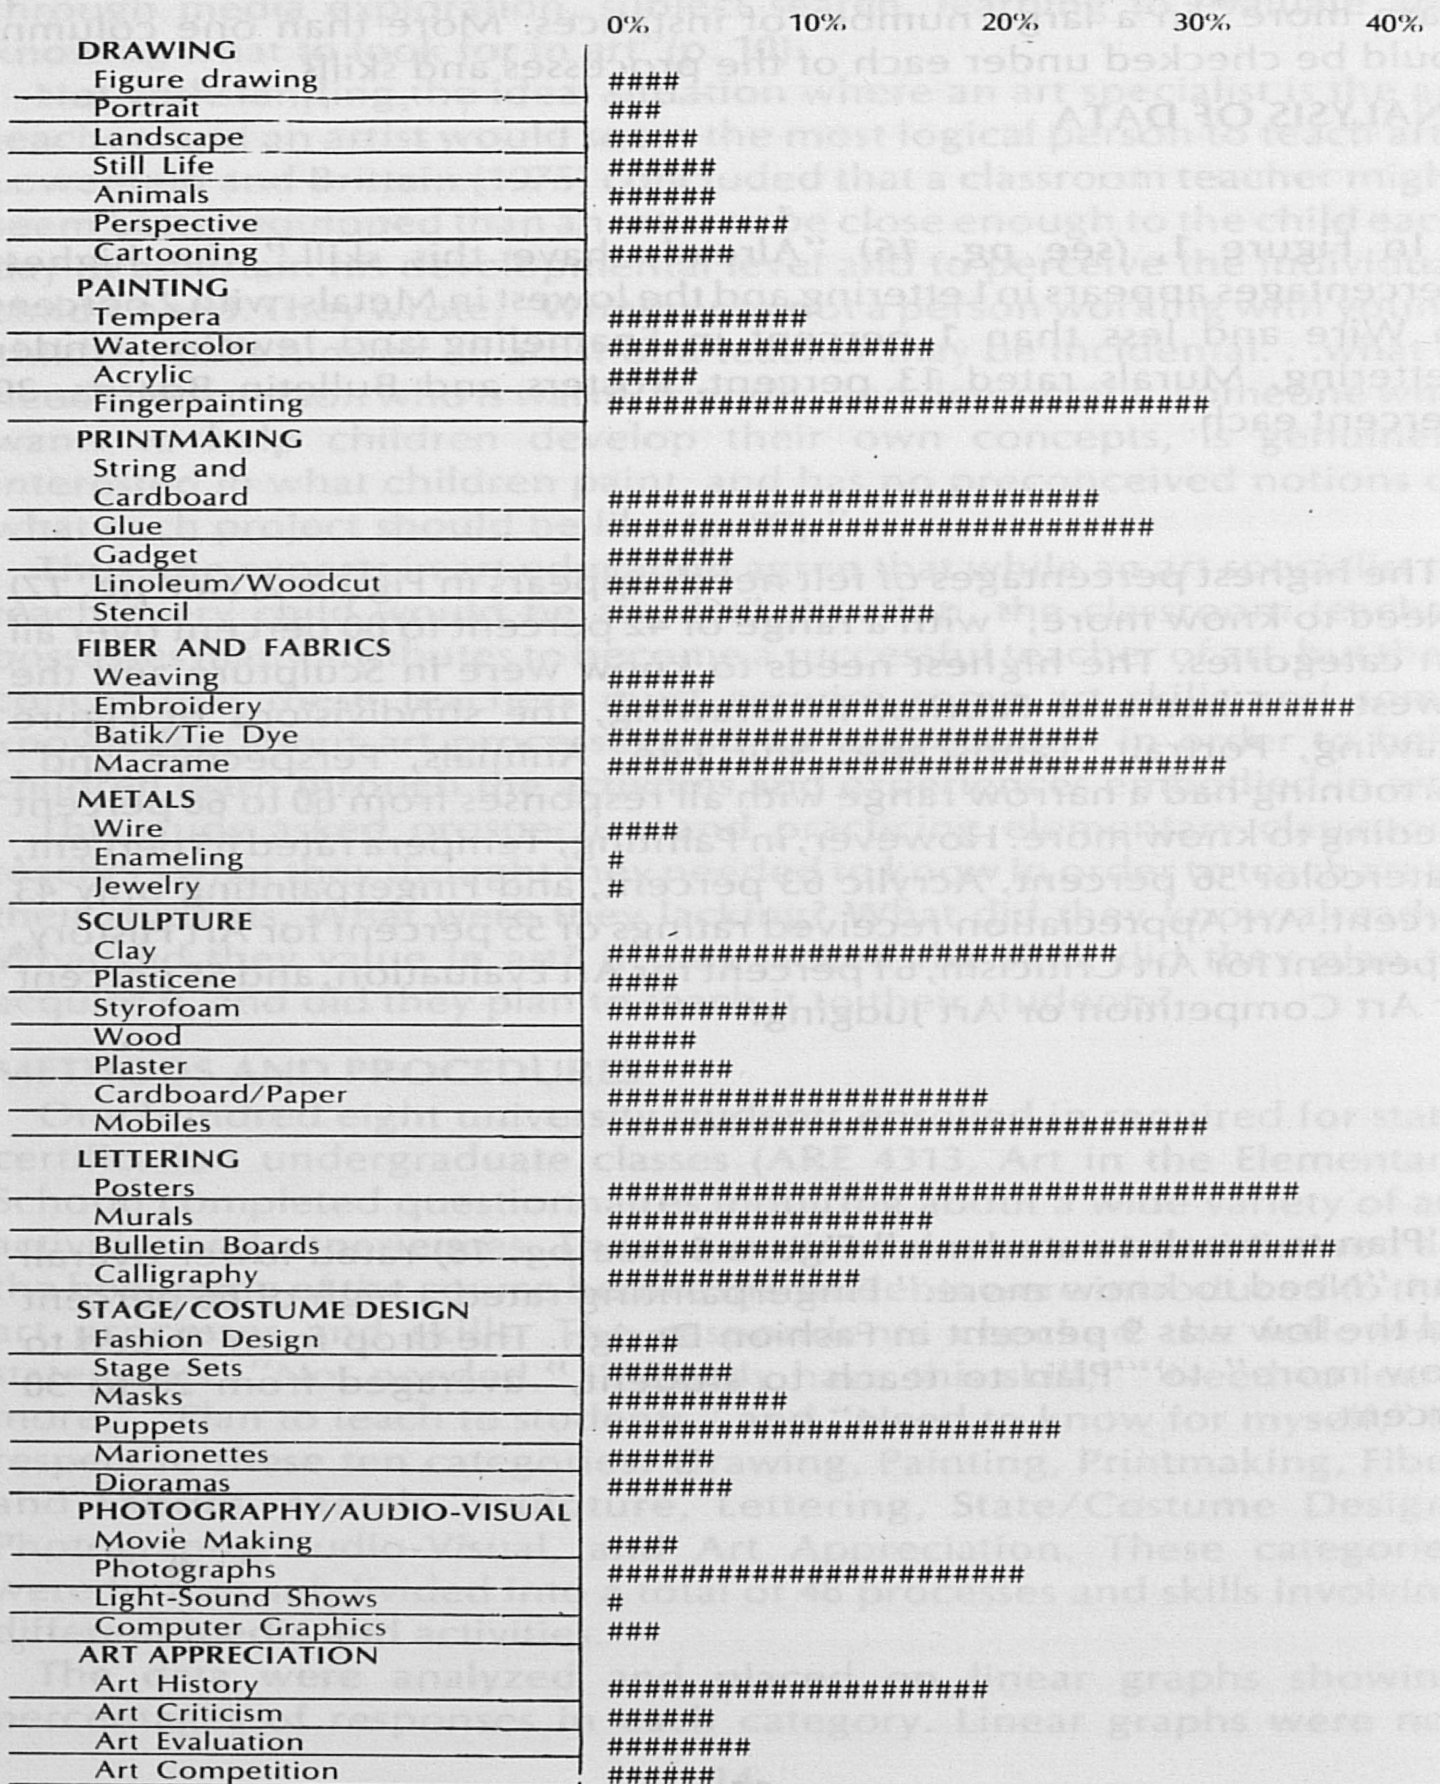 0% 10% 20% 30% 40%
DRAWING
Figure drawing ####
Portrait ###
Landscape #####
Still Life ######
Animals ######
Perspective ##########
Cartooning #######
PAINTING
Tempera ###########
Watercolor ##################
Acrylic #####
Fingerpainting #################################
PRINTMAKING
String and
Cardboard ###########################
Glue ##############################
Gadget #######
Linoleum/Woodcut #######
Stencil ##################
FIBER AND FABRICS
Weaving ######
Embroidery #########################################
Batik/Tie Dye ###########################
Macrame ##################################
METALS
Wire ####
Enameling #
Jewelry #
SCULPTURE
Clay ############################
Plasticene ####
Styrofoam ##########
Wood #####
Plaster #######
Cardboard/Paper #####################
Mobiles #################################
LETTERING
Posters ######################################
Murals ##################
Bulletin Boards ########################################
Calligraphy ##############
STAGE/COSTUME DESIGN
Fashion Design ####
Stage Sets #######
Masks ##########
Puppets #########################
Marionettes ######
Dioramas #######
PHOTOGRAPHY/AUDIO-VISUAL
Movie Making ####
Photographs #######################
Light-Sound Shows #
Computer Graphics ###
ART APPRECIATION
Art History #####################
Art Criticism ######
Art Evaluation ########
Art Competition ######